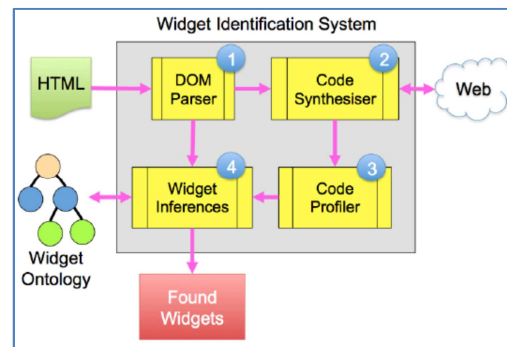 Widget Identification System
1
2
HTML
DOM
Parser
Code
Synthesiser
Web
4
3
Widget
Inferences
Code
Profiler
Widget
Ontology
Found
Widgets